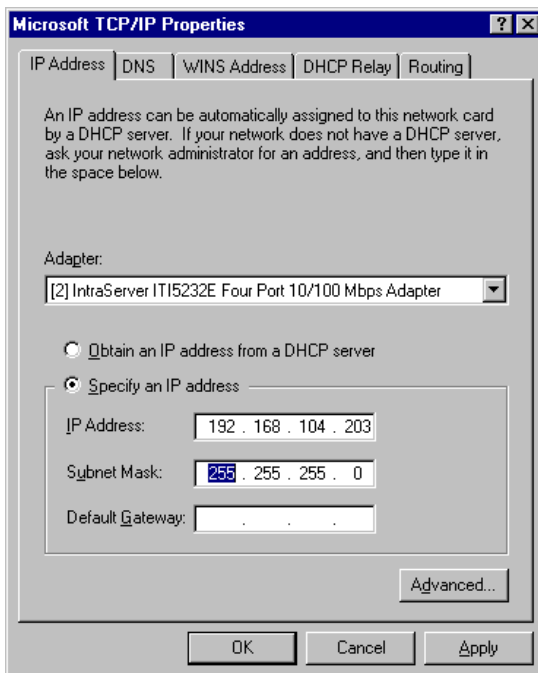 Microsoft TCP/IP Properties
IP Address DNS WINS Address DHCP Relay Routing
An IP address can be automatically assigned to this network card
by a DHCP server. If your network does not have a DHCP server,
ask your network administrator for an address, and then type it in
the space below.
Adapter:
[2] IntraServer ITI5232E Four Port 10/100 Mbps Adapter
Obtain an IP address from a DHCP server
Specify an IP address
IP Address: 192 . 168 . 104 . 203
Subnet Mask: 255 . 255 . 255 . 0
Default Gateway: . . .
Advanced...
OK Cancel Apply